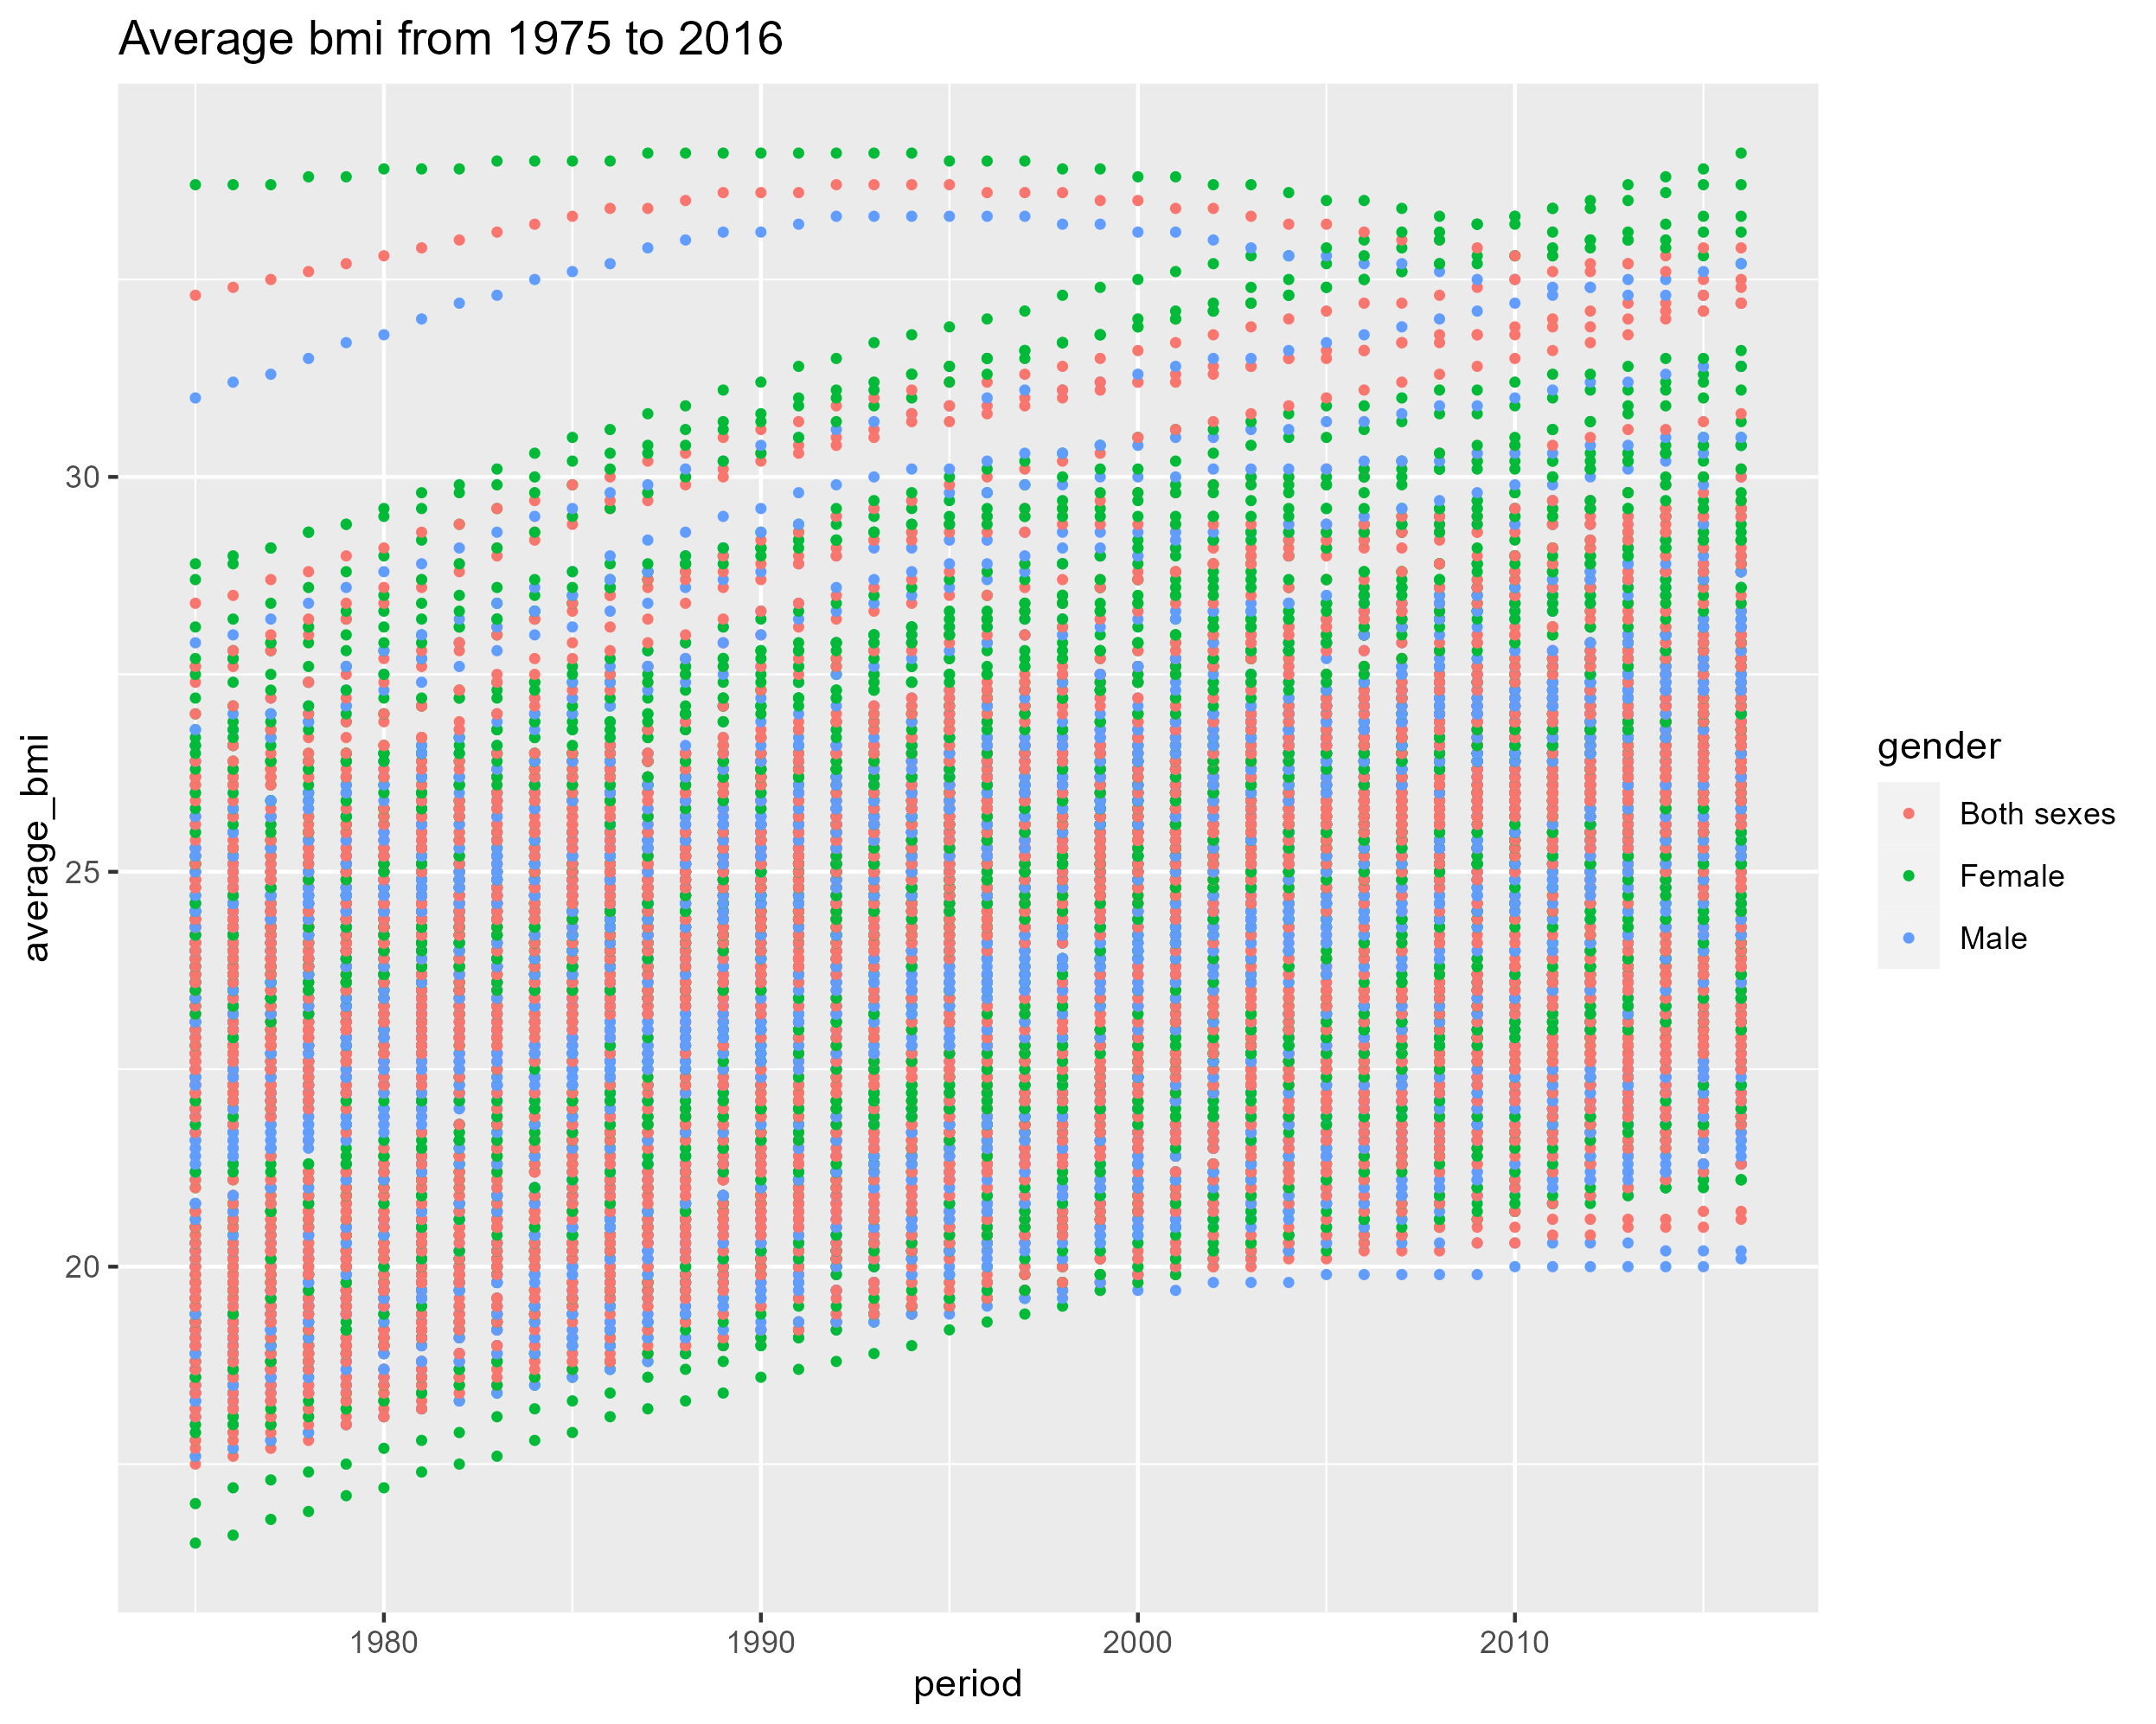 Average bmi from 1975 to 2016
average_bmi
30
25
20
1980
1990
2000
2010
period
gender
Both sexes
Female
Male